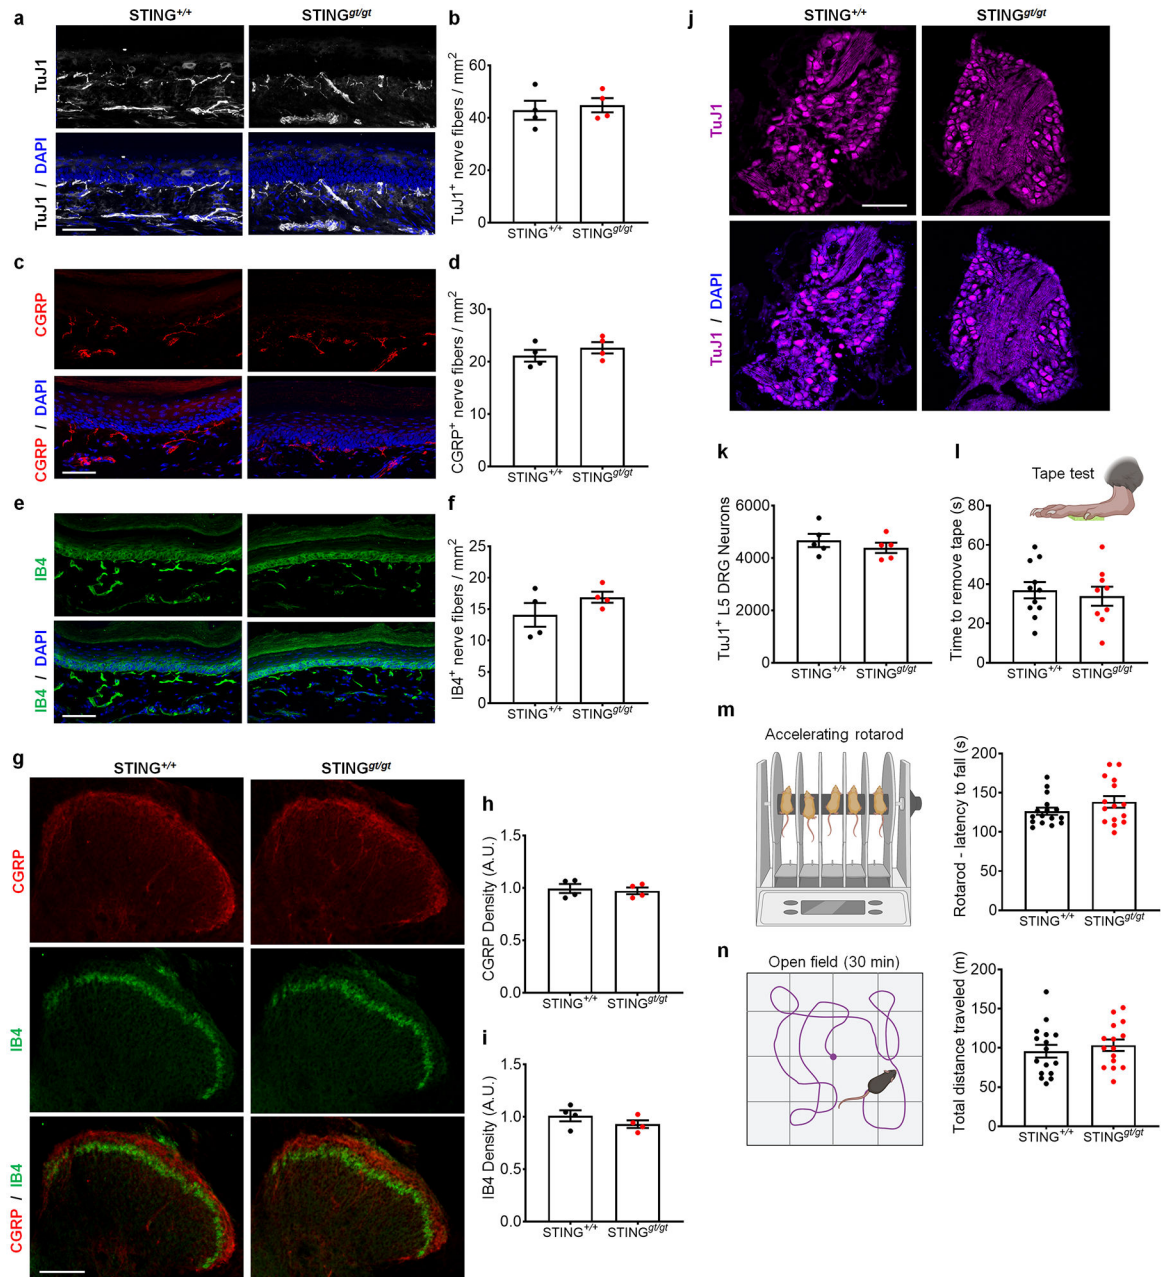 a
STING+/+
STINGgt/gt
TuJ1
TuJ1 / DAPI
b
TuJ1+ nerve fibers / mm2
60
40
20
0
STING+/+
STINGgt/gt
c
CGRP
CGRP / DAPI
d
CGRP+ nerve fibers / mm2
30
20
10
0
STING+/+
STINGgt/gt
e
IB4
IB4 / DAPI
f
IB4+ nerve fibers / mm2
25
20
15
10
5
0
STING+/+
STINGgt/gt
g
STING+/+
STINGgt/gt
CGRP
IB4
CGRP / IB4
h
CGRP Density (A.U.)
1.5
1.0
0.5
0.0
STING+/+
STINGgt/gt
i
IB4 Density (A.U.)
1.5
1.0
0.5
0.0
STING+/+
STINGgt/gt
j
STING+/+
STINGgt/gt
TuJ1
TuJ1 / DAPI
k
TuJ1+ L5 DRG Neurons
6000
4000
2000
0
STING+/+
STINGgt/gt
l
Tape test
Time to remove tape (s)
80
60
40
20
0
STING+/+
STINGgt/gt
m
Accelerating rotarod
Rotarod - latency to fall (s)
200
150
100
50
0
STING+/+
STINGgt/gt
n
Open field (30 min)
Total distance traveled (m)
200
150
100
50
0
STING+/+
STINGgt/gt